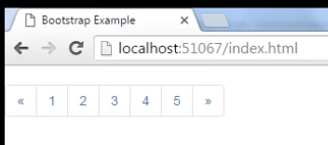 Bootstrap Example
localhost:51067/index.html
« 1 2 3 4 5 »